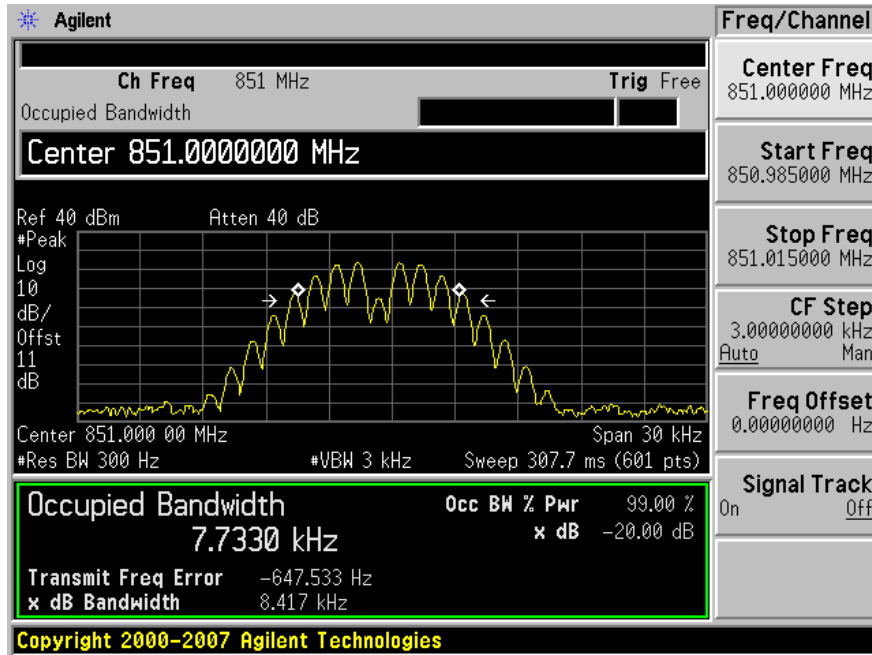 Agilent
Freq/Channel
Ch Freq 851 MHz Trig Free
Occupied Bandwidth
Center 851.0000000 MHz
Ref 40 dBm Atten 40 dB
#Peak
Log
10
dB/
Offst
11
dB
Center 851.000 00 MHz Span 30 kHz
#Res BW 300 Hz #VBW 3 kHz Sweep 307.7 ms (601 pts)
Occupied Bandwidth Occ BW % Pwr 99.00 %
7.7330 kHz x dB -20.00 dB
Transmit Freq Error -647.533 Hz
x dB Bandwidth 8.417 kHz
Copyright 2000-2007 Agilent Technologies
Center Freq
851.000000 MHz
Start Freq
850.985000 MHz
Stop Freq
851.015000 MHz
CF Step
3.00000000 kHz
Auto Man
Freq Offset
0.00000000 Hz
Signal Track
On Off